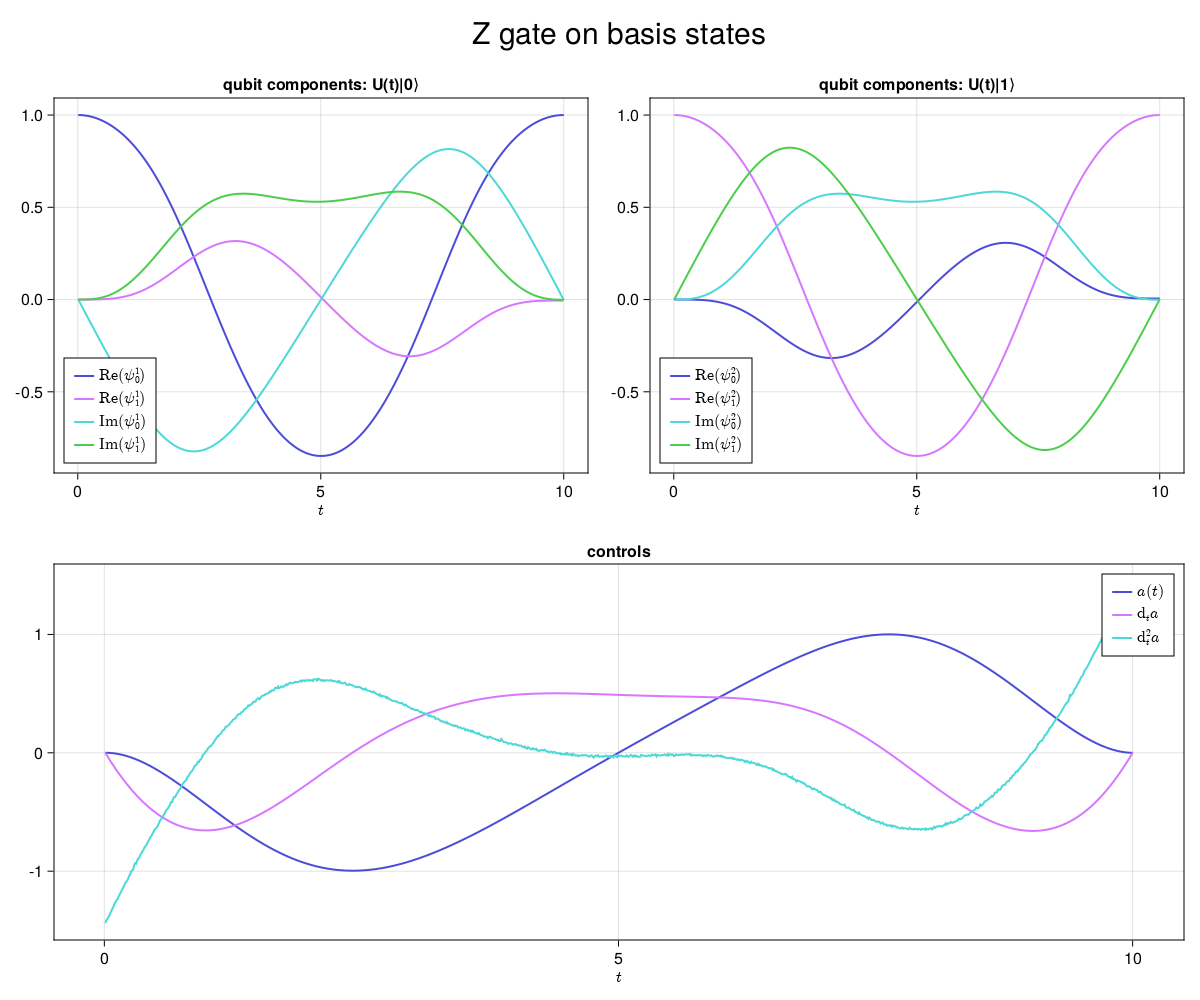 Z gate on basis states
qubit components: U(t)|0⟩
1.0
0.5
0.0
-0.5
Re(ψ₀¹)
Re(ψ₁¹)
Im(ψ₀¹)
Im(ψ₁¹)
0 5 10
t
qubit components: U(t)|1⟩
1.0
0.5
0.0
-0.5
Re(ψ₀²)
Re(ψ₁²)
Im(ψ₀²)
Im(ψ₁²)
0 5 10
t
controls
1
0
-1
a(t)
dₜa
dₜ²a
0 5 10
t